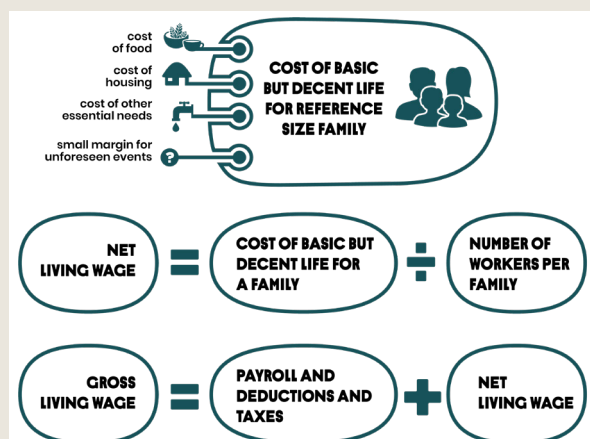 cost
of food
cost of
housing
cost of other
essential needs
small margin for
unforeseen events
?
COST OF BASIC
BUT DECENT LIFE
FOR REFERENCE
SIZE FAMILY
NET
LIVING WAGE
=
COST OF BASIC BUT
DECENT LIFE FOR
A FAMILY
÷
NUMBER OF
WORKERS PER
FAMILY
GROSS
LIVING WAGE
=
PAYROLL AND
DEDUCTIONS AND
TAXES
+
NET
LIVING WAGE